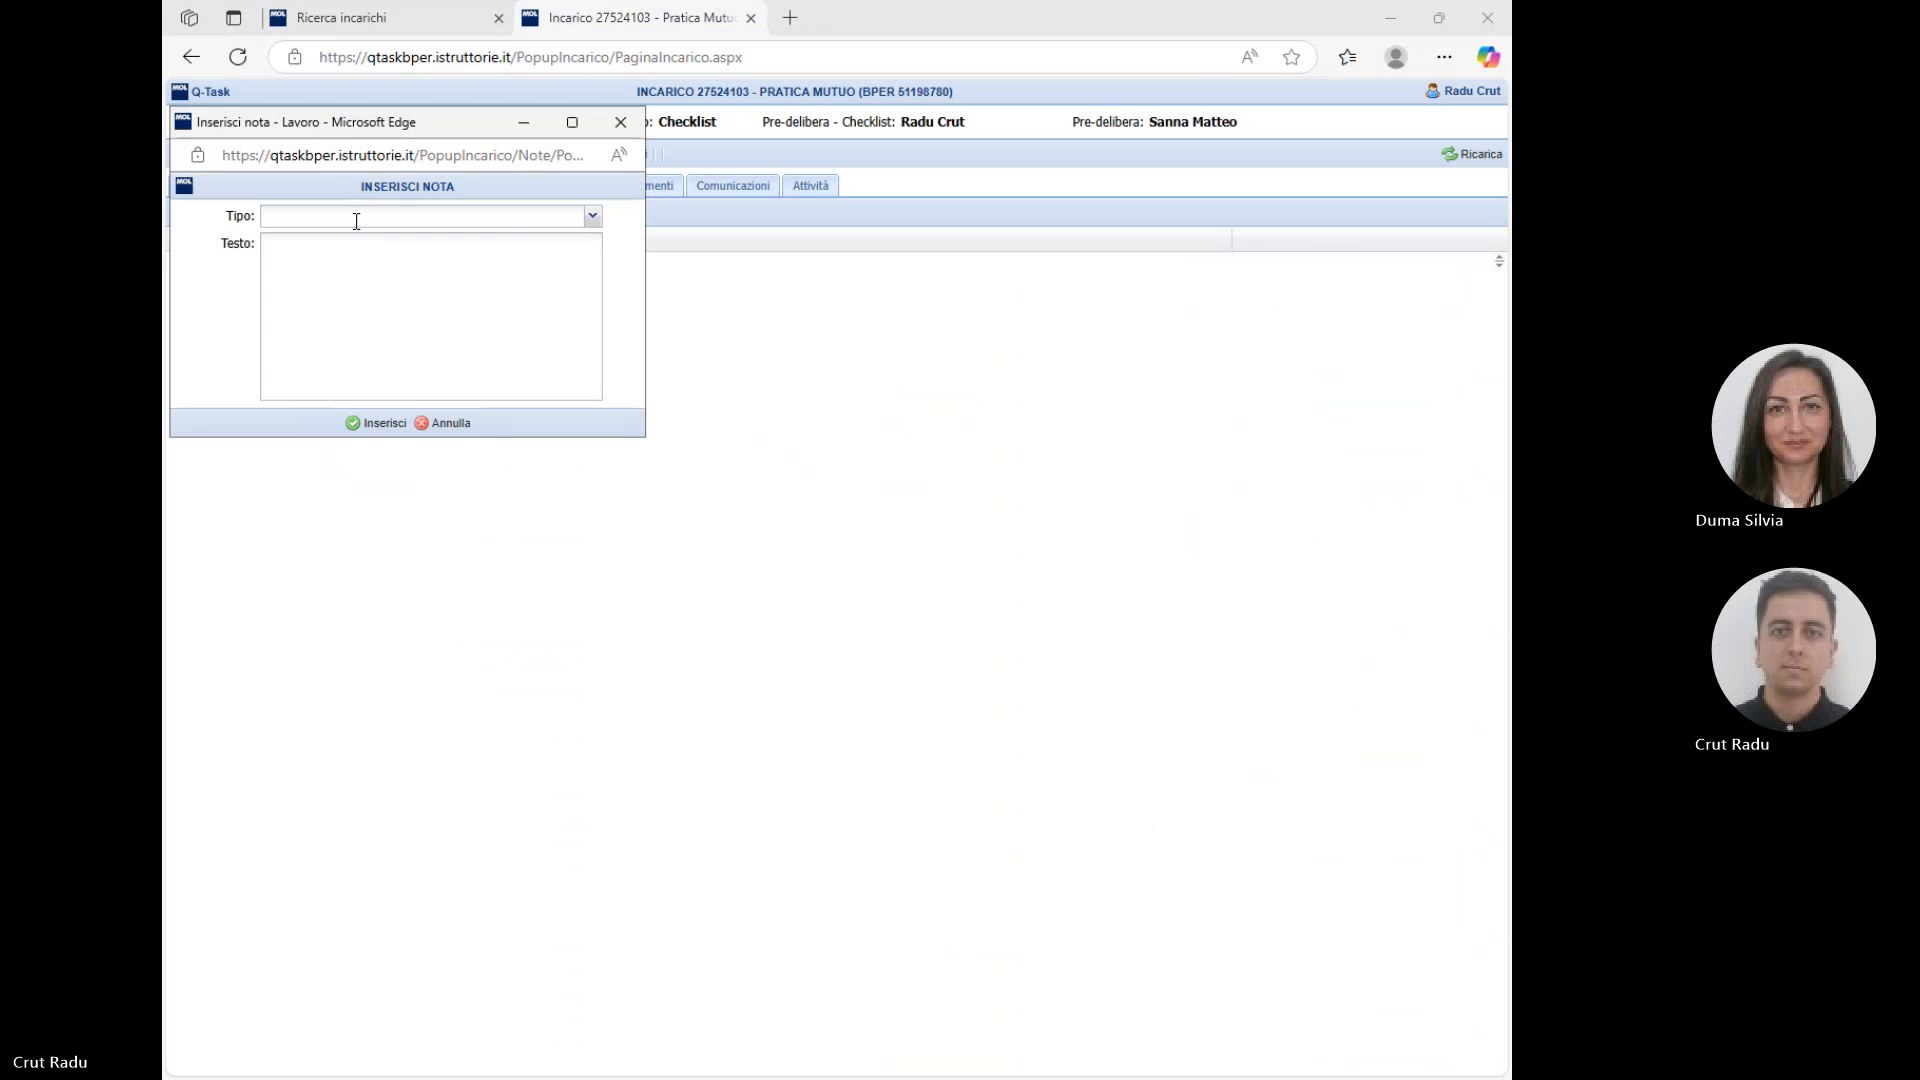 Ricerca incarichi
Incarico 27524103 - Pratica Mutu
https://qtaskbper.istruttorie.it/PopupIncarico/PaginaIncarico.aspx
MOL Q-Task
INCARICO 27524103 - PRATICA MUTUO (BPER 51198780)
Radu Crut
Inserisci nota - Lavoro - Microsoft Edge
Checklist
Pre-delibera - Checklist: Radu Crut
Pre-delibera: Sanna Matteo
https://qtaskbper.istruttorie.it/PopupIncarico/Note/Po...
Ricarica
MOL
INSERISCI NOTA
menti
Comunicazioni
Attività
Tipo:
Testo:
Inserisci
Annulla
Duma Silvia
Crut Radu
Crut Radu